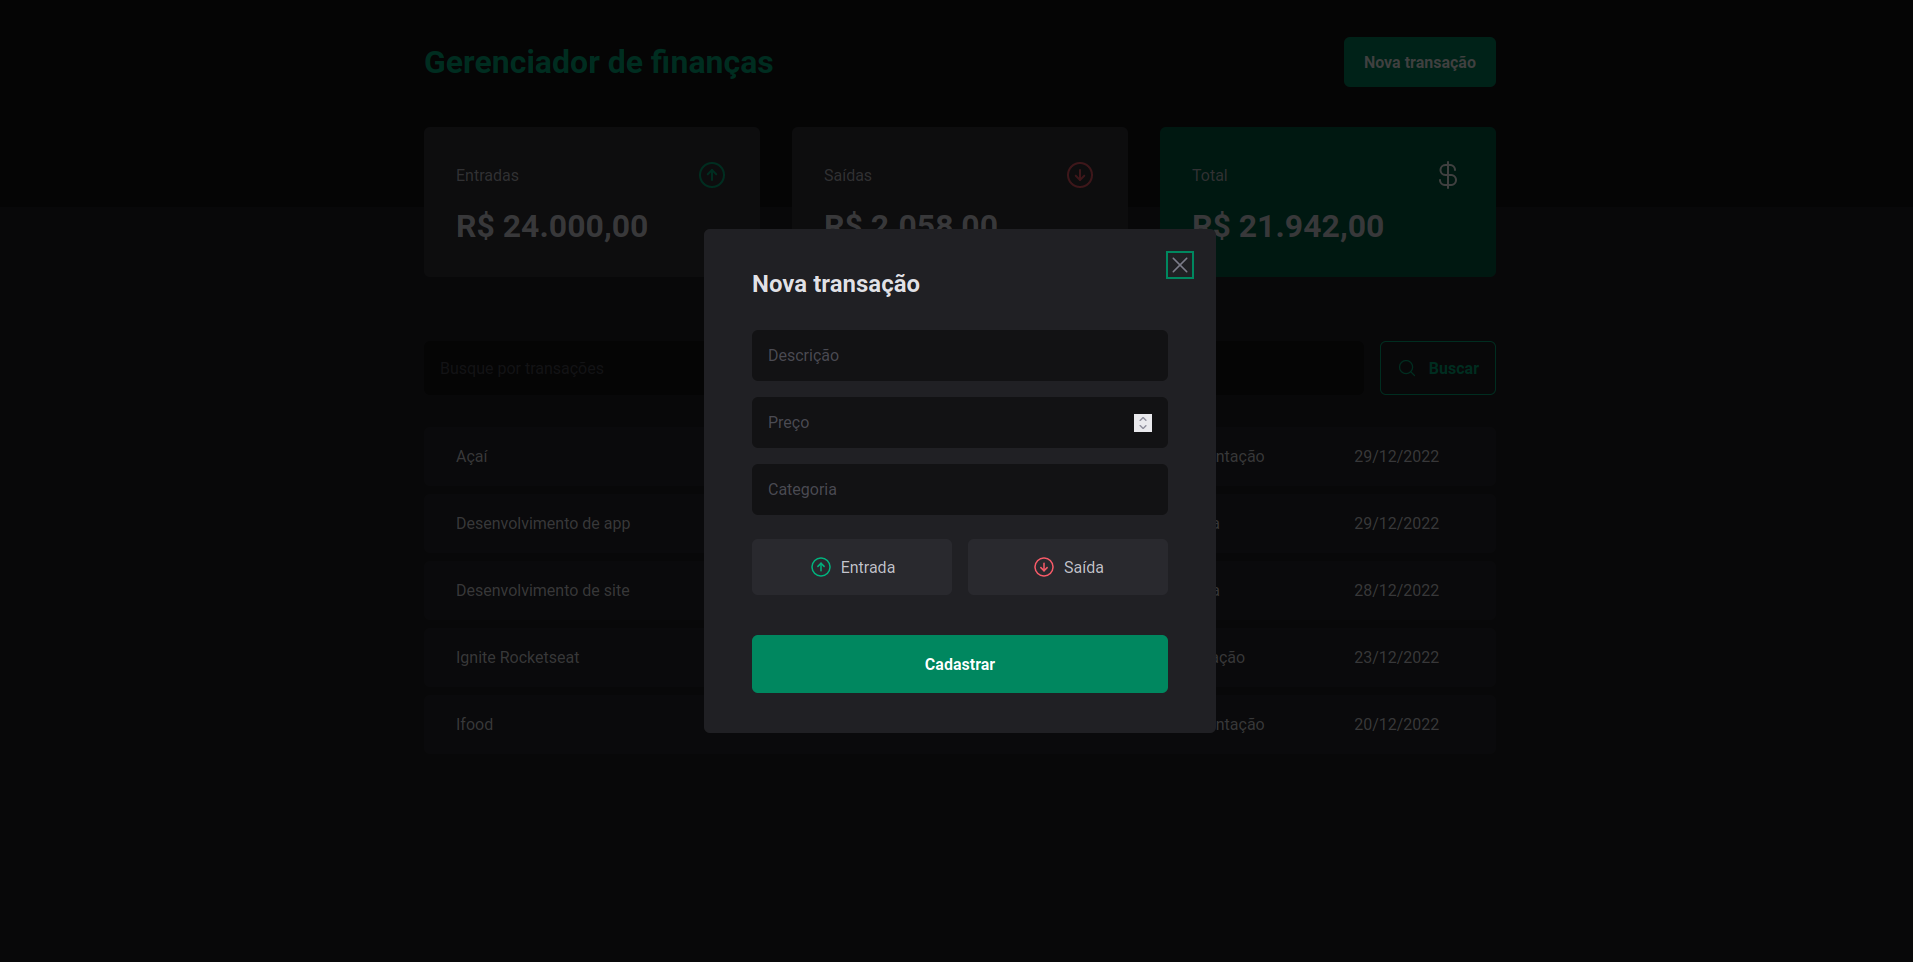 Gerenciador de finanças
Nova transação
Entradas
Saídas
Total
$
R$ 24.000,00
R$ 2.058,00
R$ 21.942,00
Nova transação
Descrição
Preço
Categoria
Entrada
Saída
Cadastrar
Busque por transações
Buscar
Açaí
ntação
29/12/2022
Desenvolvimento de app
a
29/12/2022
Desenvolvimento de site
a
28/12/2022
Ignite Rocketseat
ação
23/12/2022
Ifood
ntação
20/12/2022